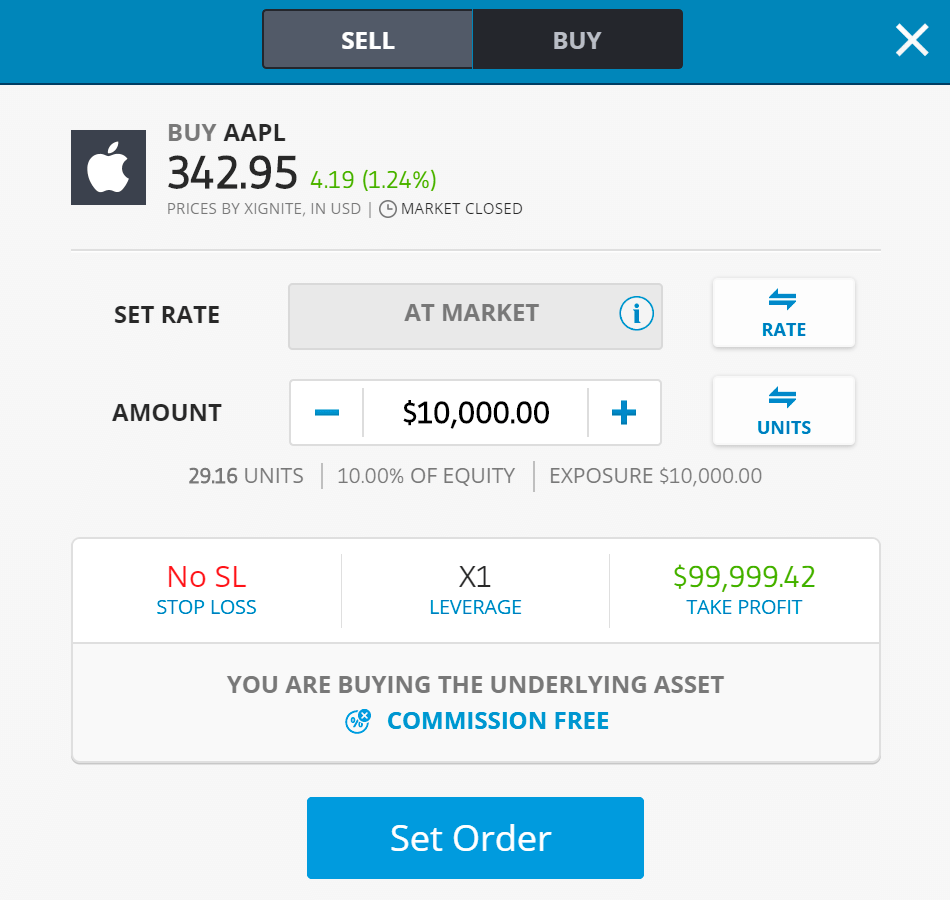 SELL BUY
BUY AAPL
342.95 4.19 (1.24%)
PRICES BY XIGNITE, IN USD | MARKET CLOSED
SET RATE AT MARKET i RATE
AMOUNT $10,000.00 UNITS
29.16 UNITS 10.00% OF EQUITY EXPOSURE $10,000.00
No SL X1 $99,999.42
STOP LOSS LEVERAGE TAKE PROFIT
YOU ARE BUYING THE UNDERLYING ASSET
% COMMISSION FREE
Set Order